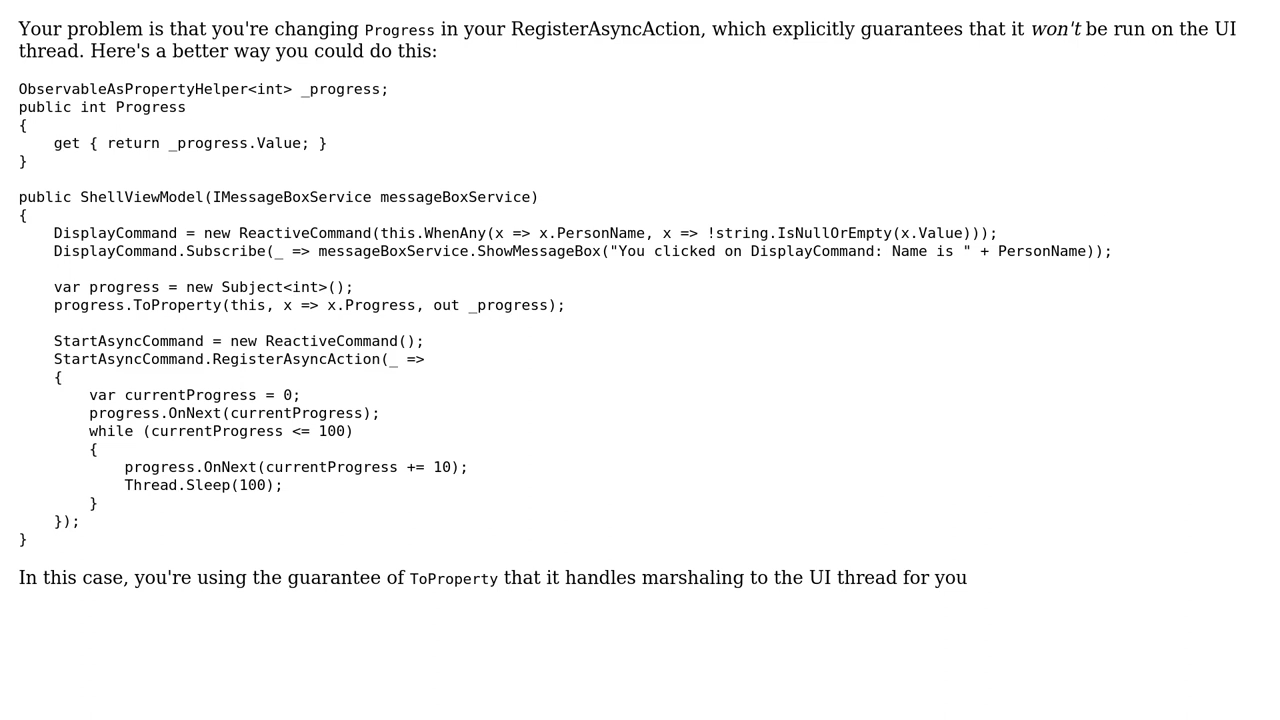 Your problem is that you're changing Progress in your RegisterAsyncAction, which explicitly guarantees that it won't be run on the UI
thread. Here's a better way you could do this:
ObservableAsPropertyHelper<int> _progress;
public int Progress
{
    get { return _progress.Value; }
}
public ShellViewModel(IMessageBoxService messageBoxService)
{
    DisplayCommand = new ReactiveCommand(this.WhenAny(x => x.PersonName, x => !string.IsNullOrEmpty(x.Value)));
    DisplayCommand.Subscribe(_ => messageBoxService.ShowMessageBox("You clicked on DisplayCommand: Name is " + PersonName));
    var progress = new Subject<int>();
    progress.ToProperty(this, x => x.Progress, out _progress);
    StartAsyncCommand = new ReactiveCommand();
    StartAsyncCommand.RegisterAsyncAction(_ =>
    {
        var currentProgress = 0;
        progress.OnNext(currentProgress);
        while (currentProgress <= 100)
        {
            progress.OnNext(currentProgress += 10);
            Thread.Sleep(100);
        }
    });
}
In this case, you're using the guarantee of ToProperty that it handles marshaling to the UI thread for you